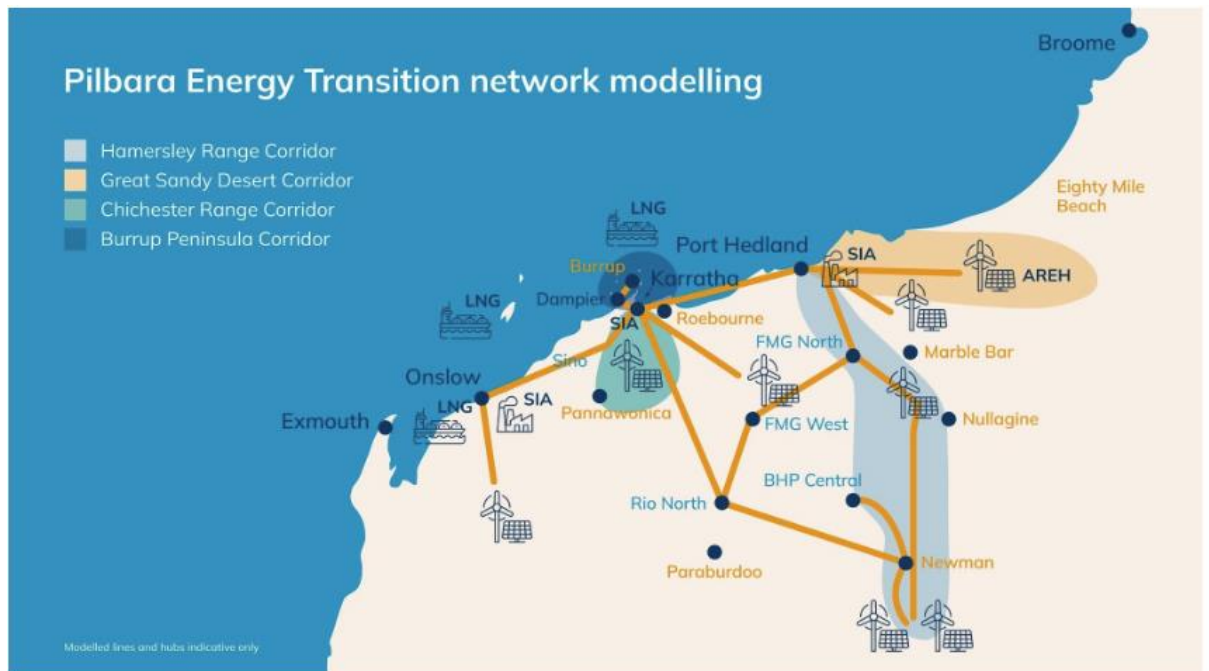 Broome
Pilbara Energy Transition network modelling
Hamersley Range Corridor
Great Sandy Desert Corridor
Chichester Range Corridor
Burrup Peninsula Corridor
Eighty Mile
Beach
LNG
Port Hedland
SIA
Burrup
Karratha
AREH
Dampier
LNG
SIA
Roebourne
FMG North
Marble Bar
Sino
Onslow
Pannawonica
LNG
SIA
Exmouth
FMG West
Nullagine
BHP Central
Rio North
Newman
Paraburdoo
Modelled lines and hubs indicative only